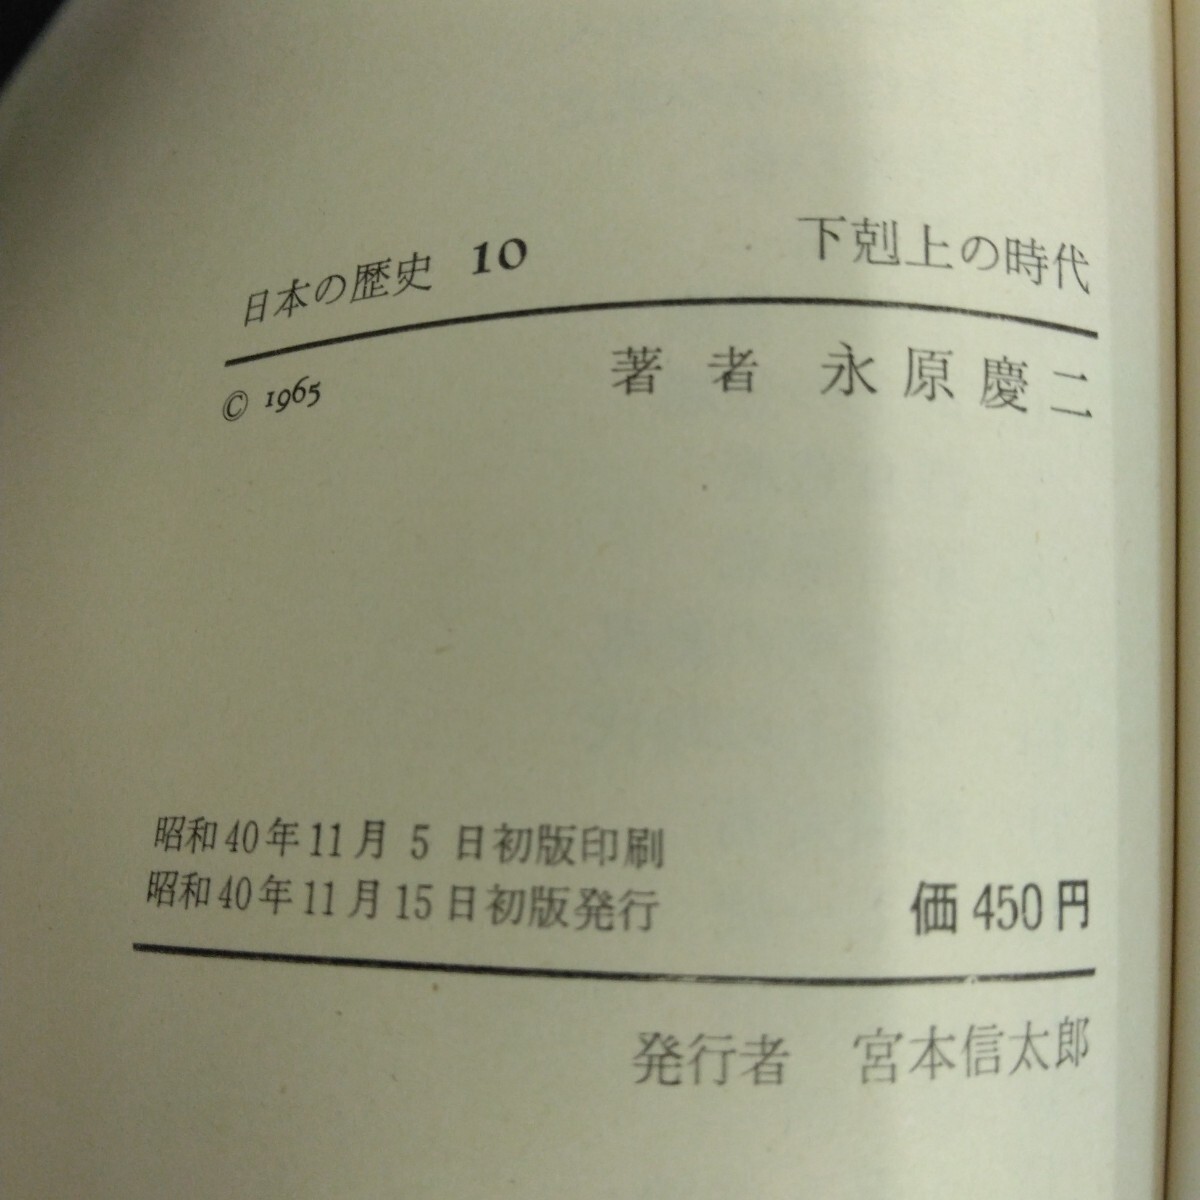 日本の歴史 10 下剋上の時代
© 1965 著者 永原慶二
昭和40年11月5日初版印刷
昭和40年11月15日初版発行 価450円
発行者 宮本信太郎